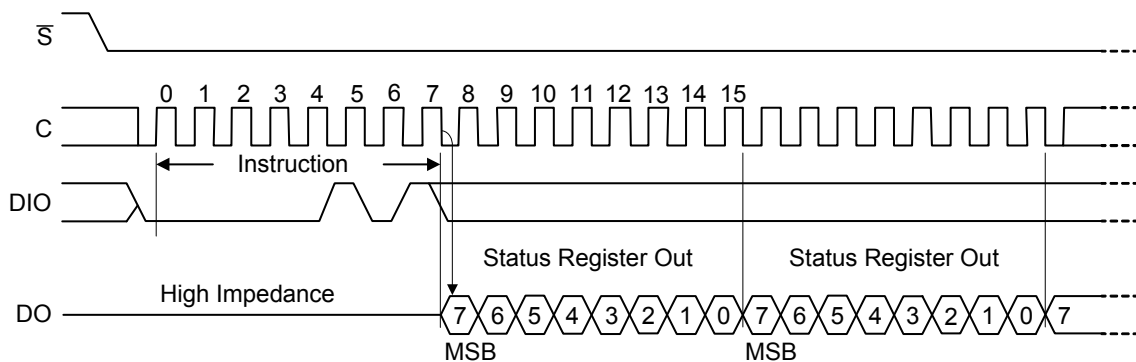 S̅
0 1 2 3 4 5 6 7 8 9 10 11 12 13 14 15
C
Instruction
DIO
Status Register Out Status Register Out
High Impedance
DO 7 6 5 4 3 2 1 0 7 6 5 4 3 2 1 0 7
MSB MSB